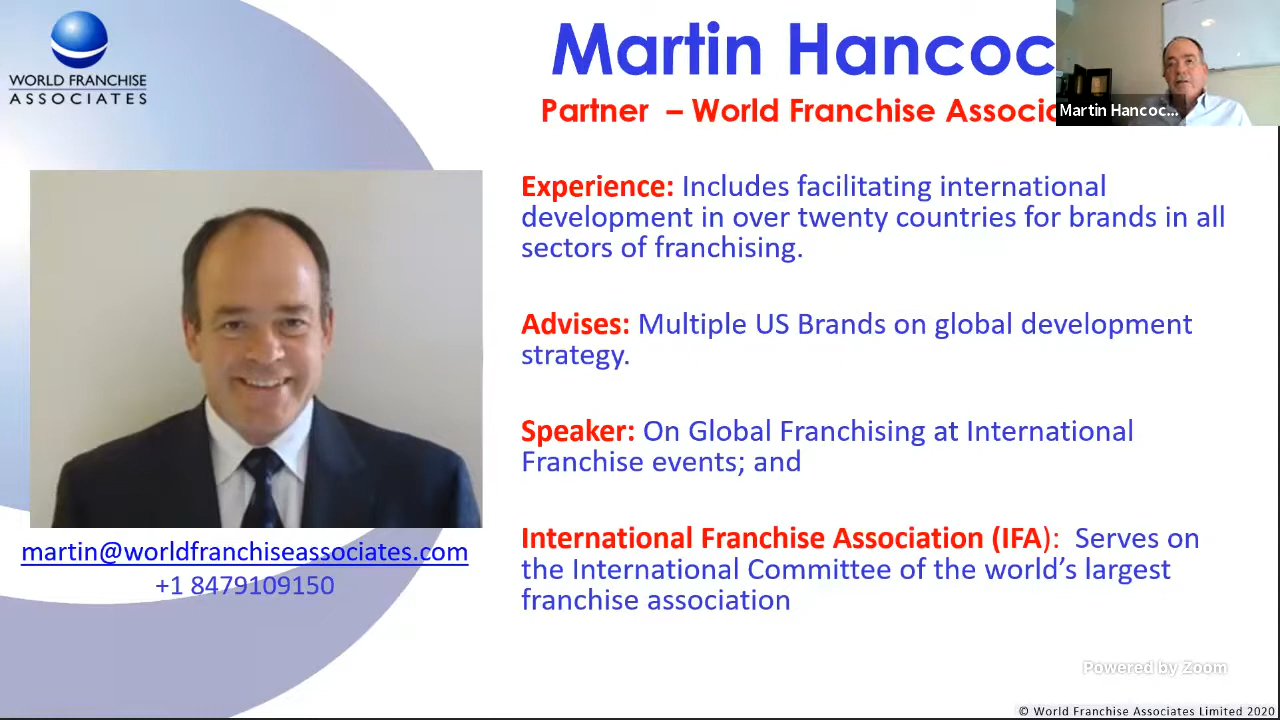 WORLD FRANCHISE
ASSOCIATES
Martin Hancoc
Partner – World Franchise Associa
Martin Hancoc...
Experience: Includes facilitating international
development in over twenty countries for brands in all
sectors of franchising.
Advises: Multiple US Brands on global development
strategy.
Speaker: On Global Franchising at International
Franchise events; and
International Franchise Association (IFA): Serves on
the International Committee of the world’s largest
franchise association
martin@worldfranchiseassociates.com
+1 8479109150
Powered by Zoom
© World Franchise Associates Limited 2020